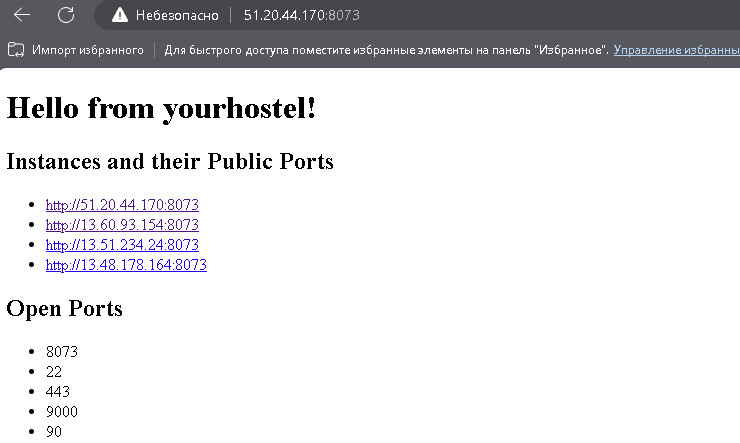 Небезопасно 51.20.44.170:8073
Импорт избранного Для быстрого доступа поместите избранные элементы на панель "Избранное". Управление избранны
Hello from yourhostel!
Instances and their Public Ports
http://51.20.44.170:8073
http://13.60.93.154:8073
http://13.51.234.24:8073
http://13.48.178.164:8073
Open Ports
8073
22
443
9000
90